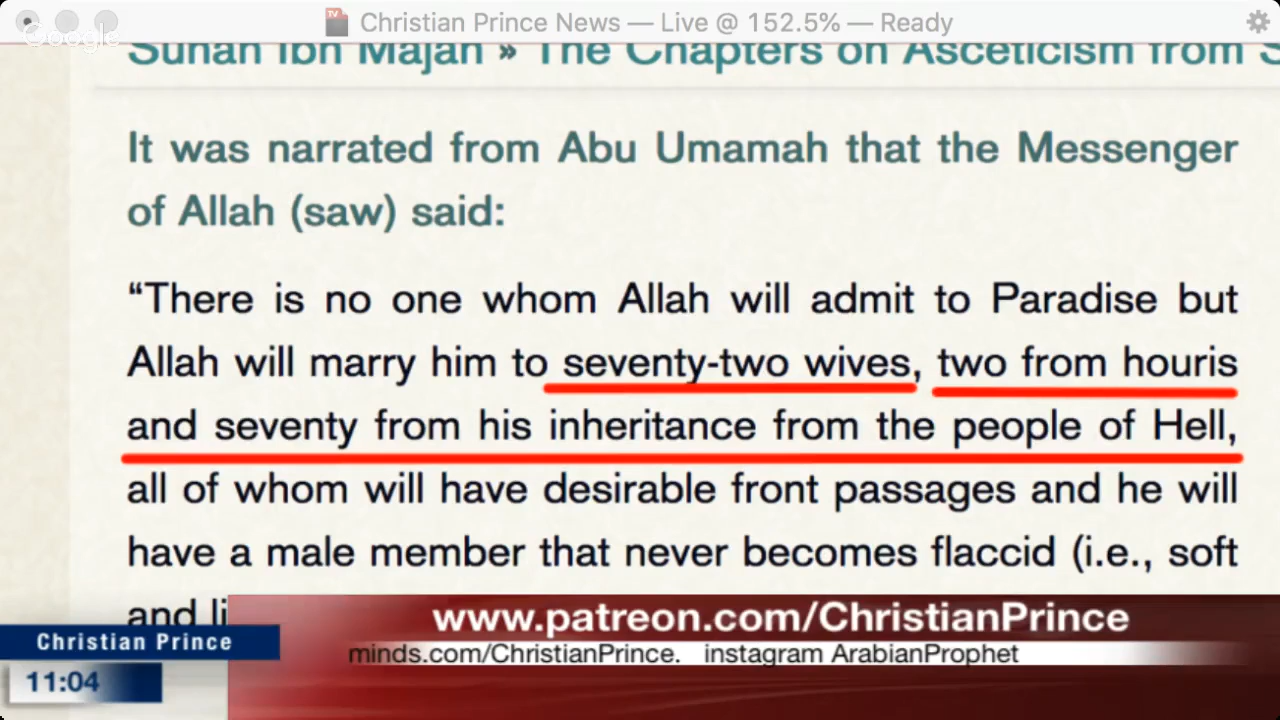 Christian Prince News — Live @ 152.5% — Ready
Google
Sunan Ibn Majah » The Chapters on Asceticism from S
It was narrated from Abu Umamah that the Messenger
of Allah (saw) said:
“There is no one whom Allah will admit to Paradise but
Allah will marry him to seventy-two wives, two from houris
and seventy from his inheritance from the people of Hell,
all of whom will have desirable front passages and he will
have a male member that never becomes flaccid (i.e., soft
and li
www.patreon.com/ChristianPrince
Christian Prince
minds.com/ChristianPrince. instagram ArabianProphet
11:04